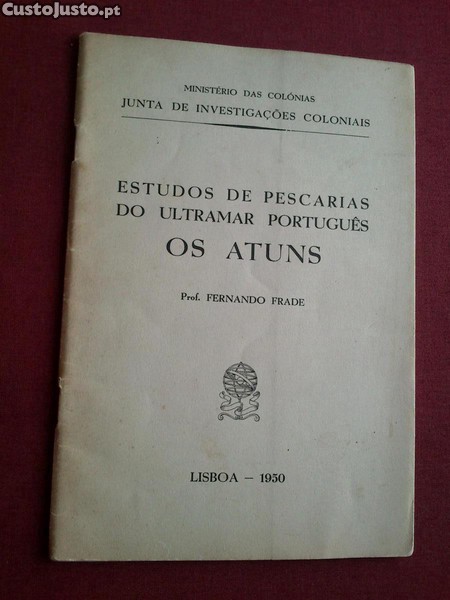 CustoJusto.pt
MINISTÉRIO DAS COLÓNIAS
JUNTA DE INVESTIGAÇÕES COLONIAIS
ESTUDOS DE PESCARIAS
DO ULTRAMAR PORTUGUÊS
OS ATUNS
Prof. FERNANDO FRADE
LISBOA — 1950